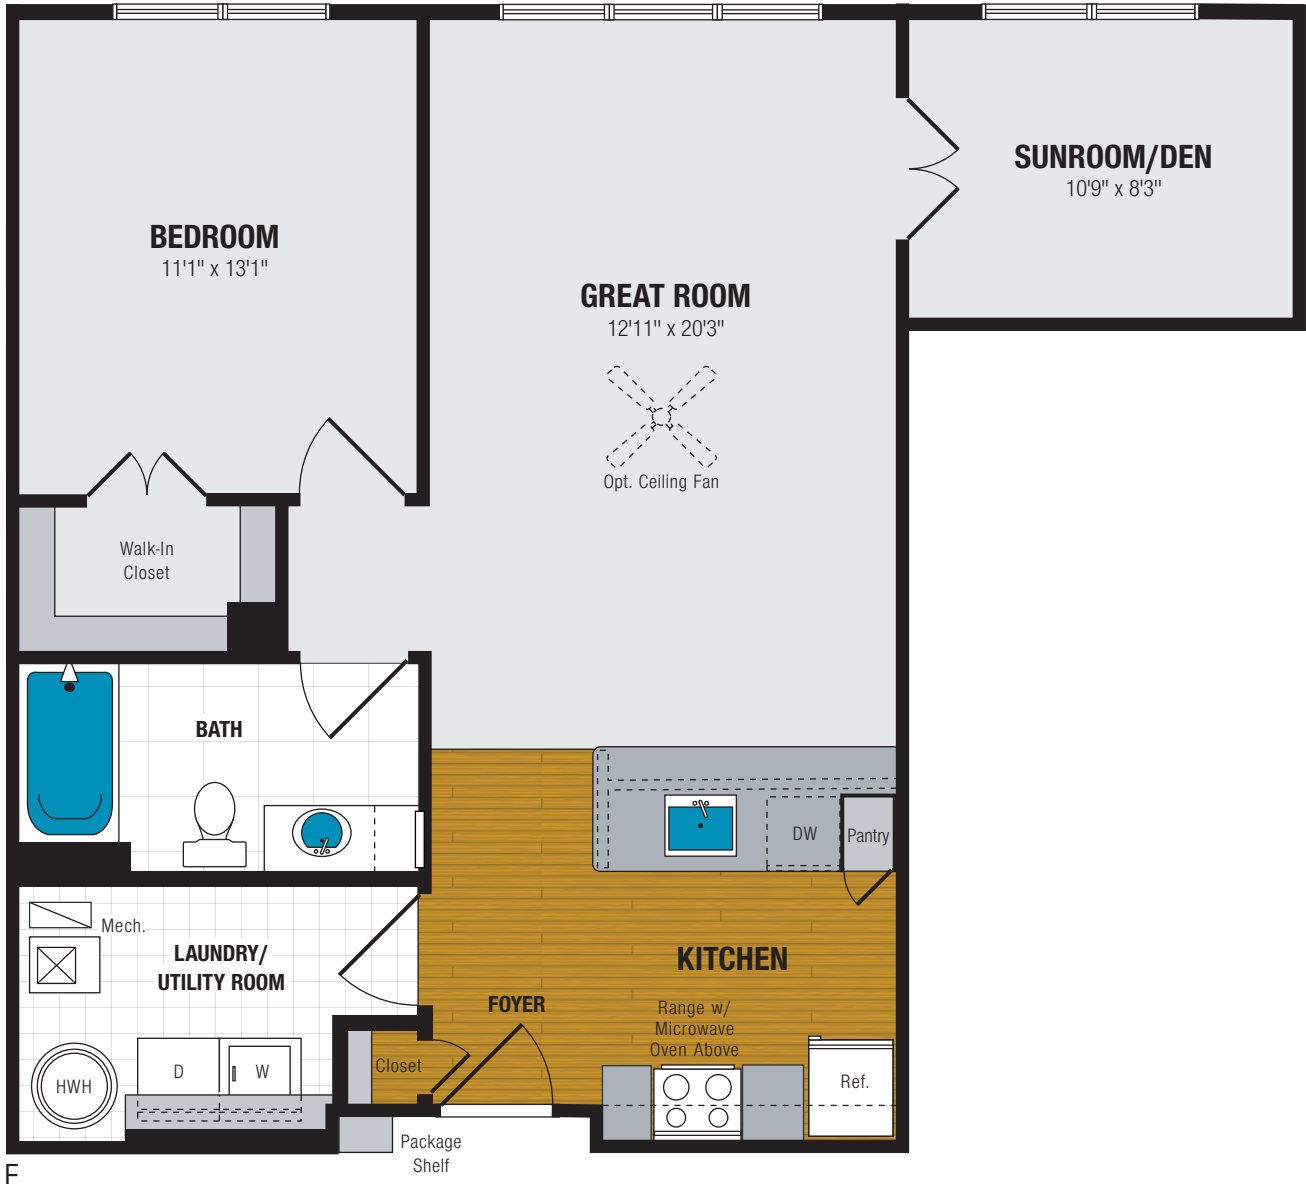 SUNROOM/DEN
10'9" x 8'3"
BEDROOM
11'1" x 13'1"
GREAT ROOM
12'11" x 20'3"
Opt. Ceiling Fan
Walk-In
Closet
BATH
DW
Pantry
Mech.
LAUNDRY/
UTILITY ROOM
KITCHEN
FOYER
Range w/
Microwave
Oven Above
Closet
D
W
HWH
Ref.
Package
Shelf
F